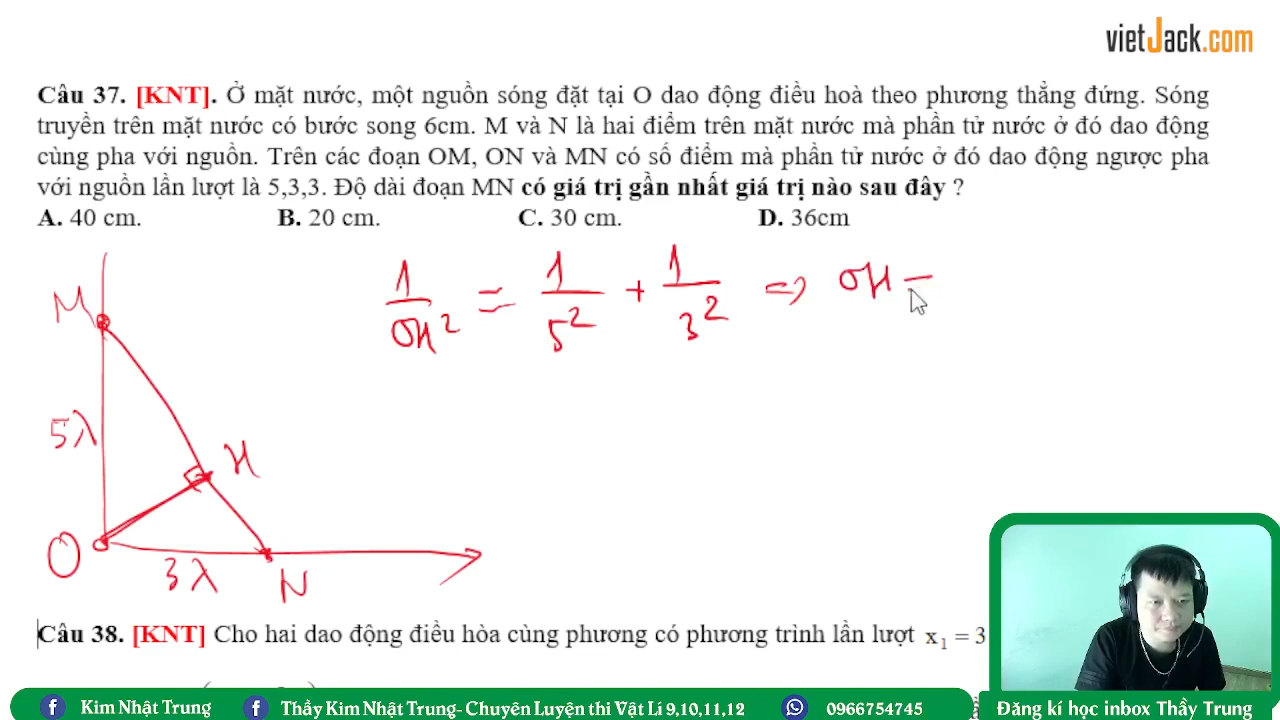 vietJack.com
Câu 37. [KNT]. Ở mặt nước, một nguồn sóng đặt tại O dao động điều hoà theo phương thẳng đứng. Sóng
truyền trên mặt nước có bước song 6cm. M và N là hai điểm trên mặt nước mà phần tử nước ở đó dao động
cùng pha với nguồn. Trên các đoạn OM, ON và MN có số điểm mà phần tử nước ở đó dao động ngược pha
với nguồn lần lượt là 5,3,3. Độ dài đoạn MN có giá trị gần nhất giá trị nào sau đây ?
A. 40 cm. B. 20 cm. C. 30 cm. D. 36cm
1/OH² = 1/5² + 1/3² => OH =
M
5λ
H
O
3λ
N
Câu 38. [KNT] Cho hai dao động điều hòa cùng phương có phương trình lần lượt x₁ = 3
Kim Nhật Trung Thầy Kim Nhật Trung- Chuyên Luyện thi Vật Lí 9,10,11,12 0966754745 Đăng kí học inbox Thầy Trung